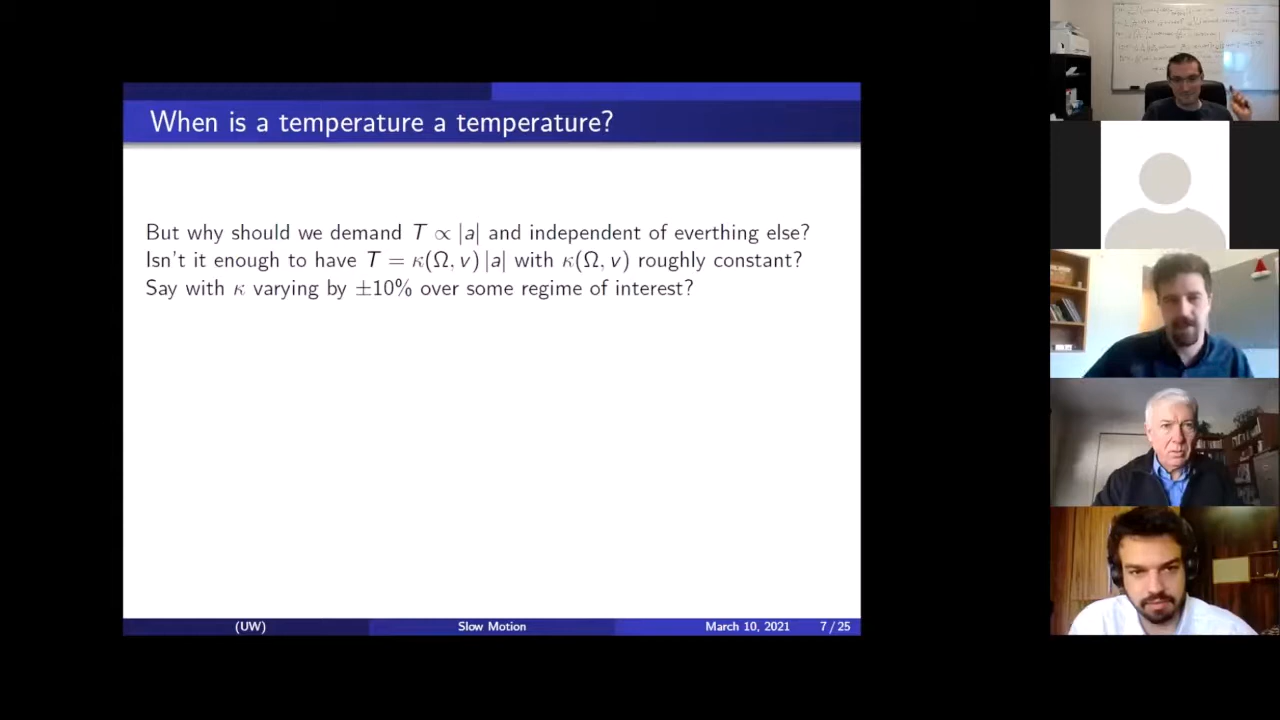 When is a temperature a temperature?
But why should we demand T ∝ |a| and independent of everthing else?
Isn't it enough to have T = κ(Ω, v) |a| with κ(Ω, v) roughly constant?
Say with κ varying by ±10% over some regime of interest?
(UW) Slow Motion March 10, 2021 7 / 25